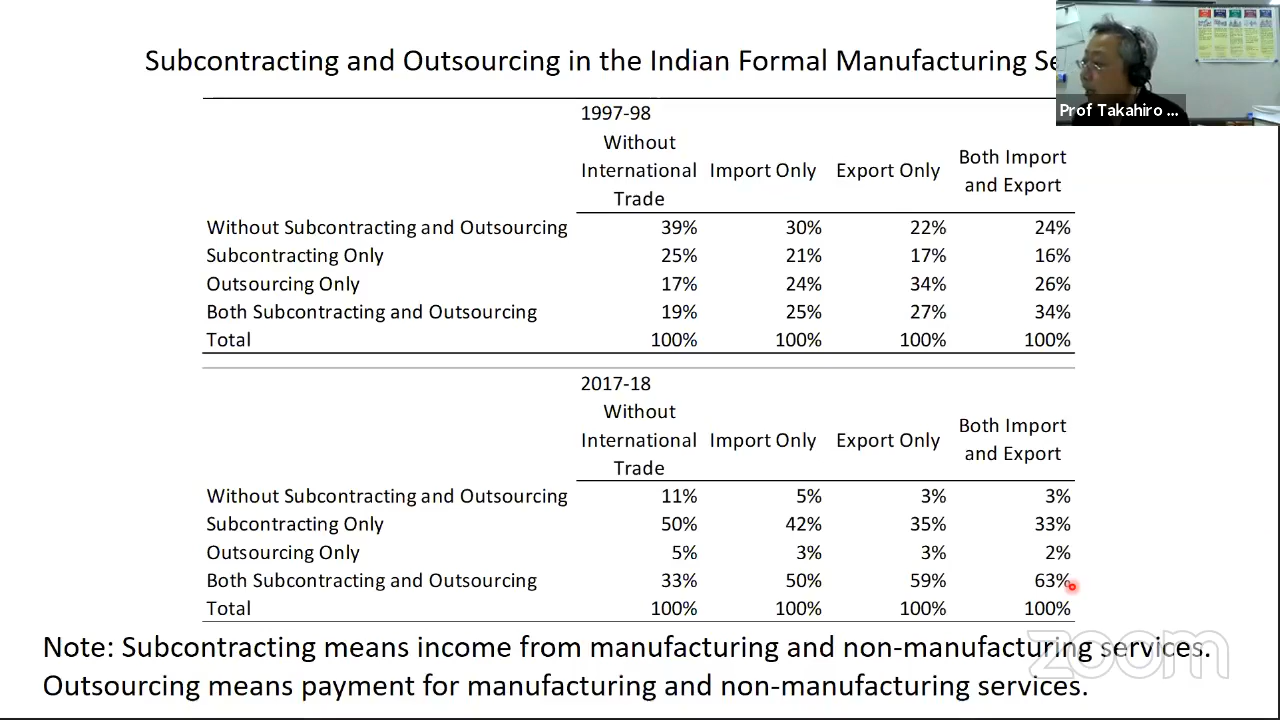 Subcontracting and Outsourcing in the Indian Formal Manufacturing Se
Prof Takahiro ...
1997-98
Without International Trade Import Only Export Only Both Import and Export
Without Subcontracting and Outsourcing 39% 30% 22% 24%
Subcontracting Only 25% 21% 17% 16%
Outsourcing Only 17% 24% 34% 26%
Both Subcontracting and Outsourcing 19% 25% 27% 34%
Total 100% 100% 100% 100%
2017-18
Without International Trade Import Only Export Only Both Import and Export
Without Subcontracting and Outsourcing 11% 5% 3% 3%
Subcontracting Only 50% 42% 35% 33%
Outsourcing Only 5% 3% 3% 2%
Both Subcontracting and Outsourcing 33% 50% 59% 63%
Total 100% 100% 100% 100%
Note: Subcontracting means income from manufacturing and non-manufacturing services.
Outsourcing means payment for manufacturing and non-manufacturing services.
zoom